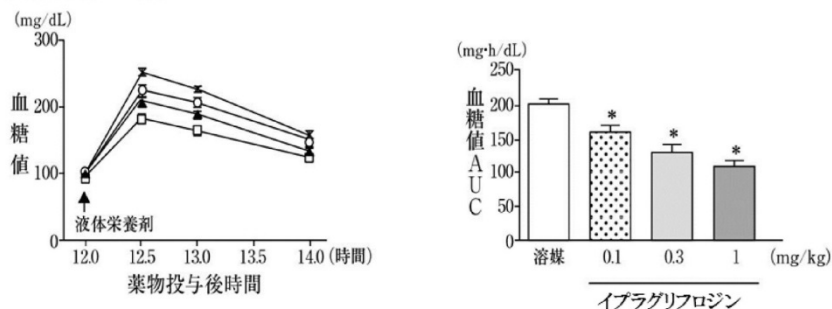 (mg/dL)
300
200
100
0
血糖値
液体栄養剤
12.0 12.5 13.0 13.5 14.0 (時間)
薬物投与後時間
(mg·h/dL)
250
200
150
100
50
0
血糖値AUC
* * *
溶媒 0.1 0.3 1 (mg/kg)
イプラグリフロジン